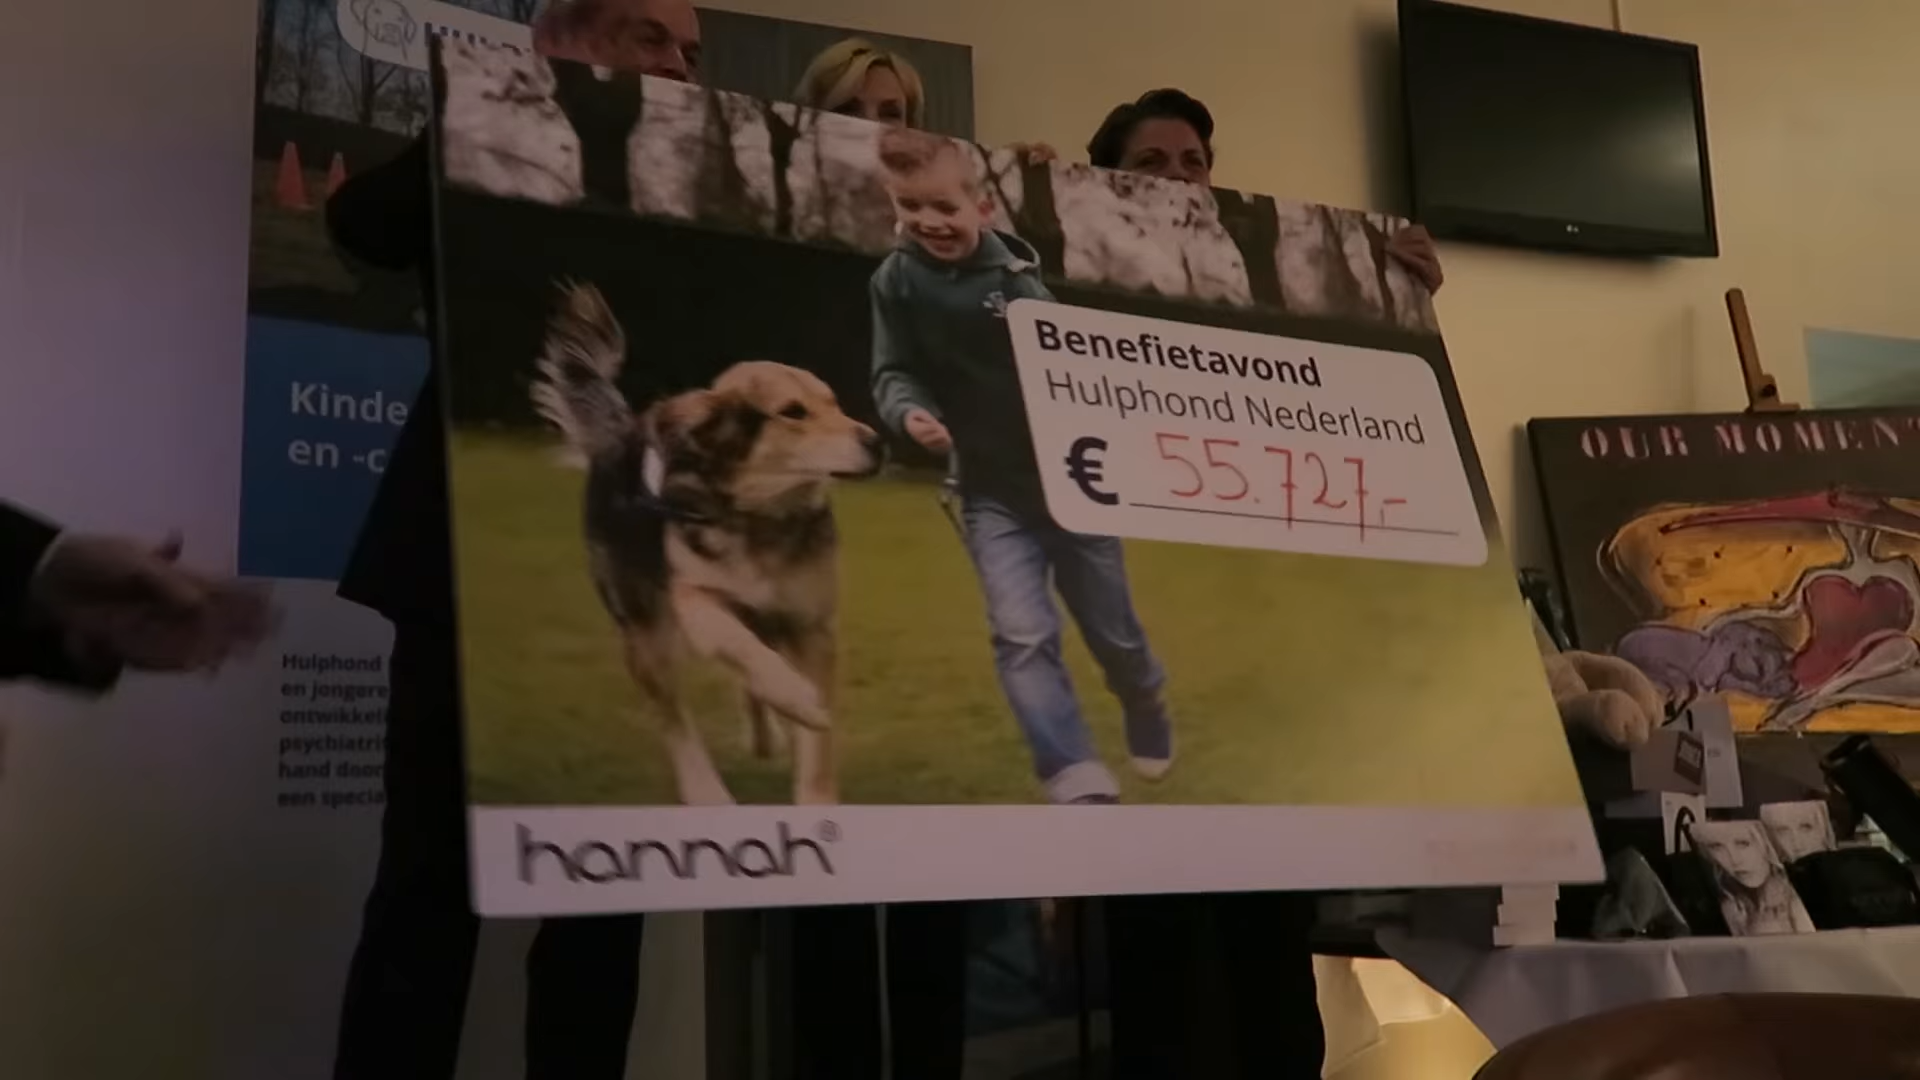 Kinde
en -c
Hulphond
en jongere
ontwikkel
psychiatri
hand door
een specia
Benefietavond
Hulphond Nederland
€ 55.727,-
hannah®
OUR MOMENT
LG